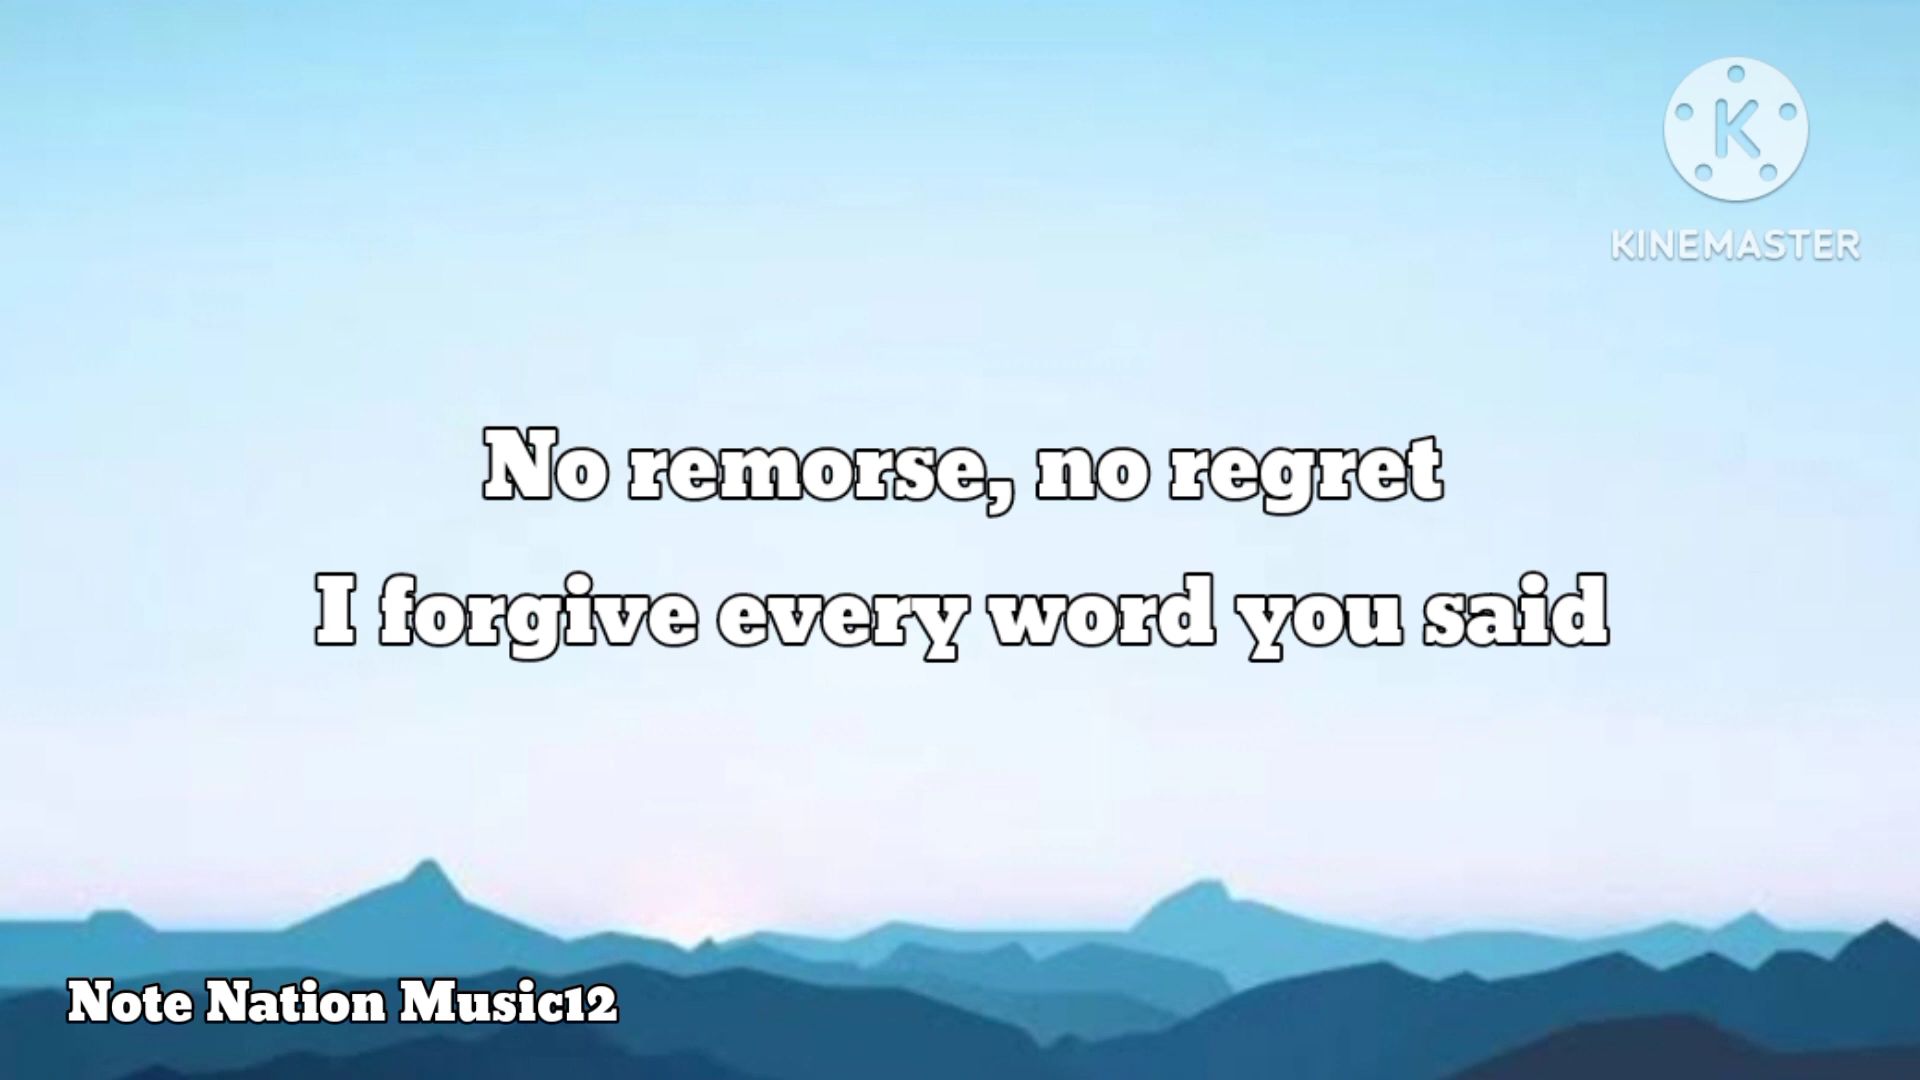 K
KINEMASTER
No remorse, no regret
I forgive every word you said
Note Nation Music12